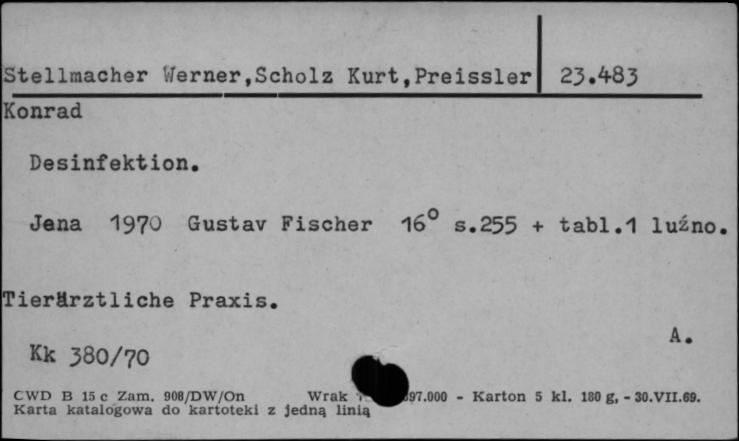 Stellmacher Werner,Scholz Kurt,Preissler 23.483
Konrad
Desinfektion.
Jena 1970 Gustav Fischer 16° s.255 + tabl.1 luźno.
Tierärztliche Praxis.
A.
Kk 380/70
CWD B 15 c Zam. 908/DW/On Wrak 97.000 - Karton 5 kl. 180 g, - 30.VII.69.
Karta katalogowa do kartoteki z jedną linią